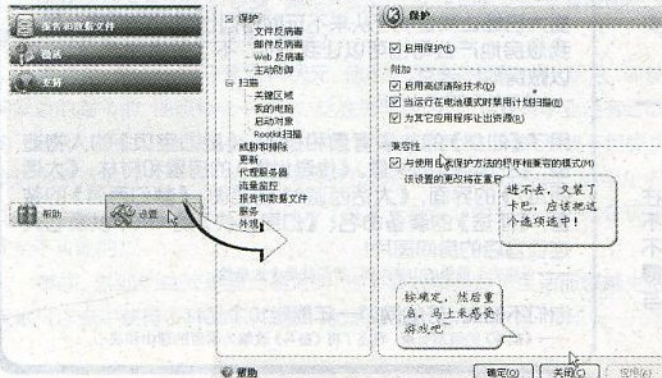 报告和数据文件
激活
支持
帮助
设置
保护
文件反病毒
邮件反病毒
Web 反病毒
主动防御
扫描
关键区域
我的电脑
启动对象
Rootkit扫描
威胁和排除
更新
代理服务器
流量监控
报告和数据文件
服务
外观
保护
启用保护(E)
附加
启用高级清除技术(D)
当运行在电池模式时禁用计划扫描(B)
为其它应用程序让出资源(R)
兼容性
与使用自我保护方法的程序相兼容的模式(M)
该设置的更改将在重启
进不去,又装了
卡巴,应该把这
个选项选中!
按确定,然后重
启,马上来感受
游戏吧!
帮助
确定(O)
关闭(C)
应用(A)